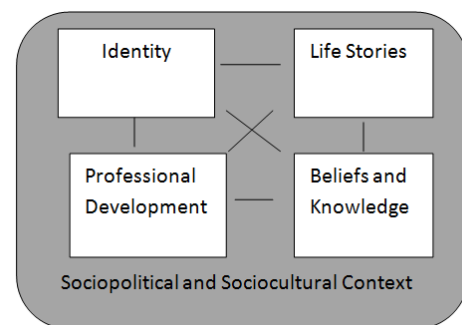 Identity
Life Stories
Professional
Development
Beliefs and
Knowledge
Sociopolitical and Sociocultural Context